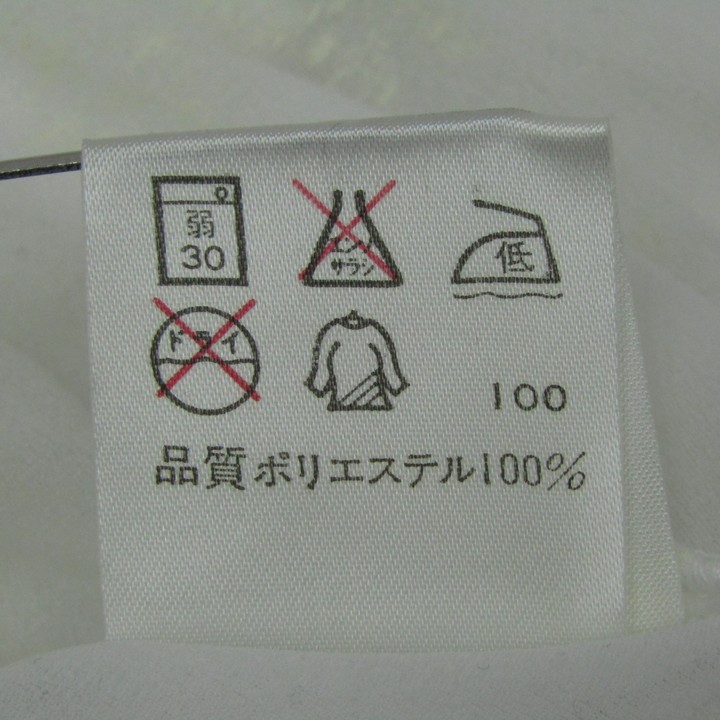 弱
30
エンソ
サラシ
低
ドライ
100
品質ポリエステル100%